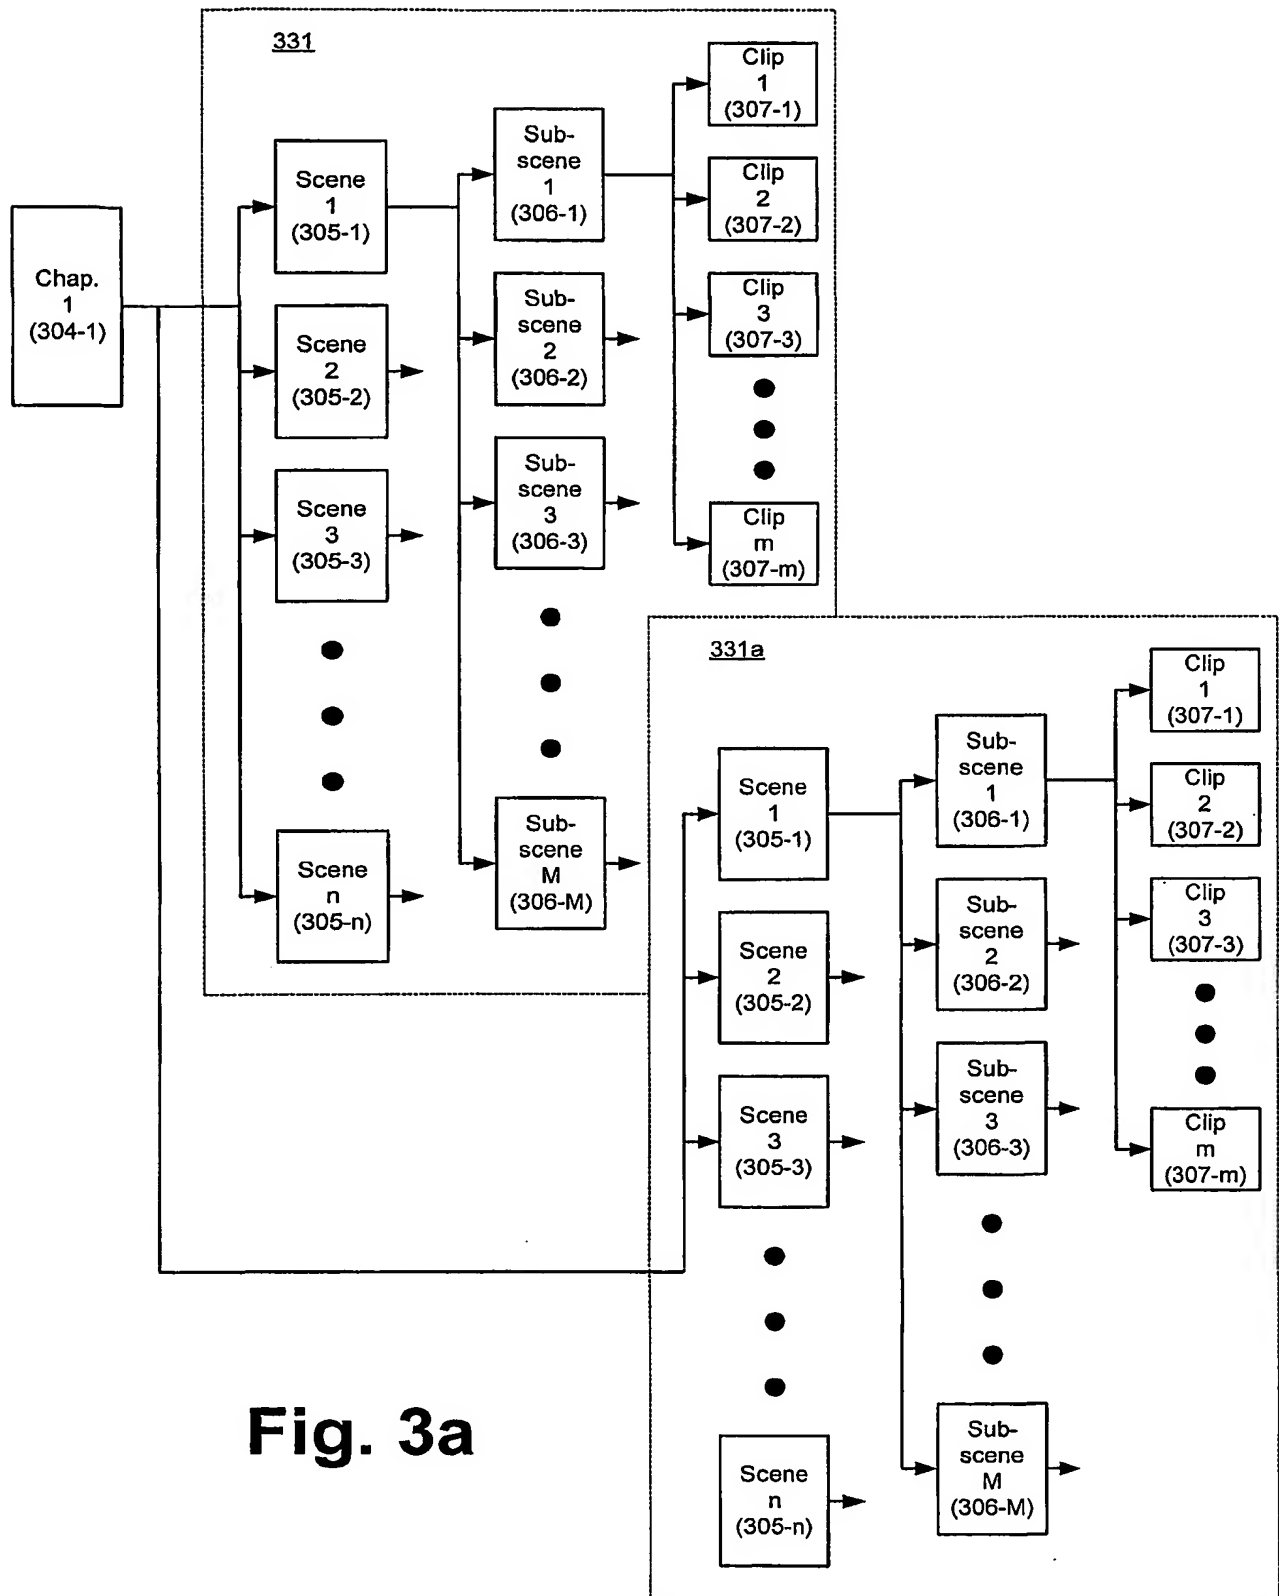 331
Clip
1
(307-1)
Sub-
scene
1
(306-1)
Scene
1
(305-1)
Clip
2
(307-2)
Chap.
1
(304-1)
Sub-
scene
2
(306-2)
Clip
3
(307-3)
Scene
2
(305-2)
Sub-
scene
3
(306-3)
Scene
3
(305-3)
Clip
m
(307-m)
Sub-
scene
M
(306-M)
Scene
n
(305-n)
331a
Clip
1
(307-1)
Sub-
scene
1
(306-1)
Scene
1
(305-1)
Clip
2
(307-2)
Sub-
scene
2
(306-2)
Clip
3
(307-3)
Scene
2
(305-2)
Sub-
scene
3
(306-3)
Scene
3
(305-3)
Clip
m
(307-m)
Sub-
scene
M
(306-M)
Scene
n
(305-n)
Fig. 3a